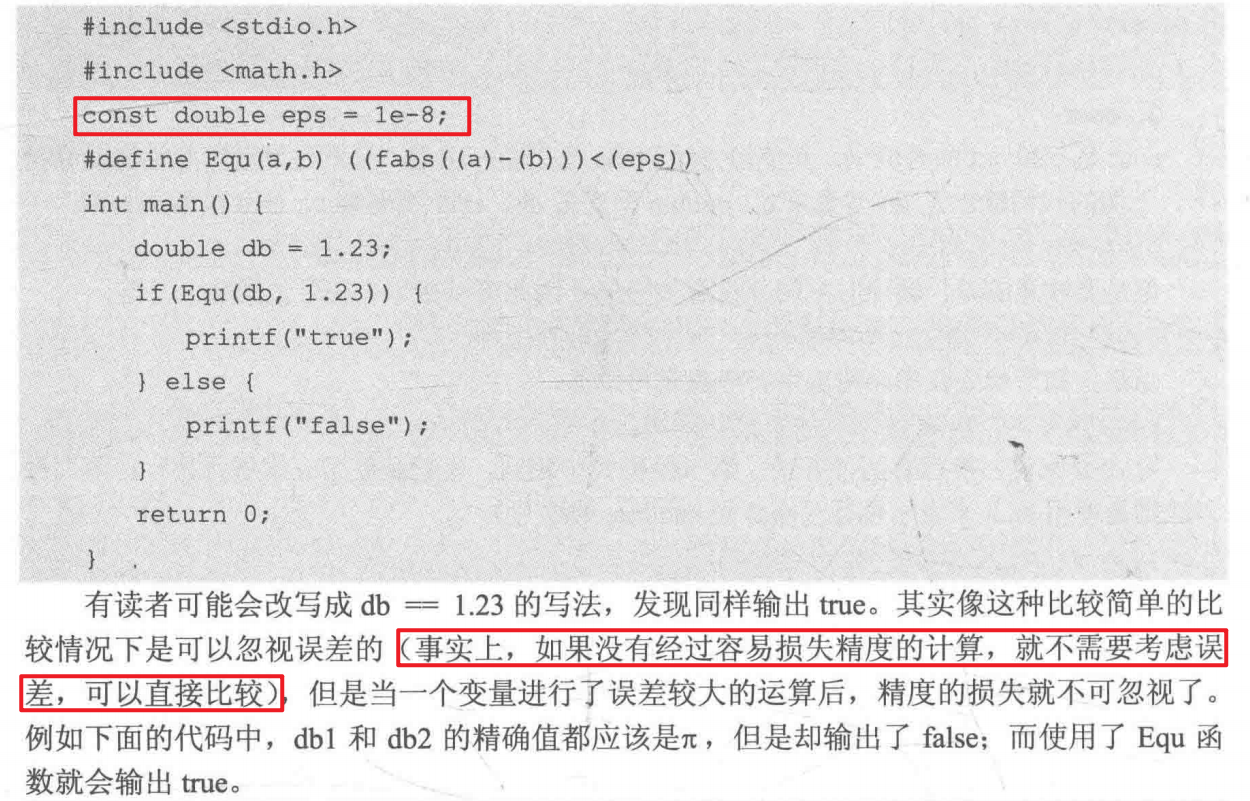 #include <stdio.h>
#include <math.h>
const double eps = 1e-8;
#define Equ(a,b) ((fabs((a)-(b)))<(eps))
int main() {
double db = 1.23;
if(Equ(db, 1.23)) {
printf("true");
} else {
printf("false");
}
return 0;
}
有读者可能会改写成 db == 1.23 的写法，发现同样输出 true。其实像这种比较简单的比
较情况下是可以忽视误差的（事实上，如果没有经过容易损失精度的计算，就不需要考虑误
差，可以直接比较），但是当一个变量进行了误差较大的运算后，精度的损失就不可忽视了。
例如下面的代码中，db1 和 db2 的精确值都应该是π，但是却输出了 false；而使用了 Equ 函
数就会输出 true。